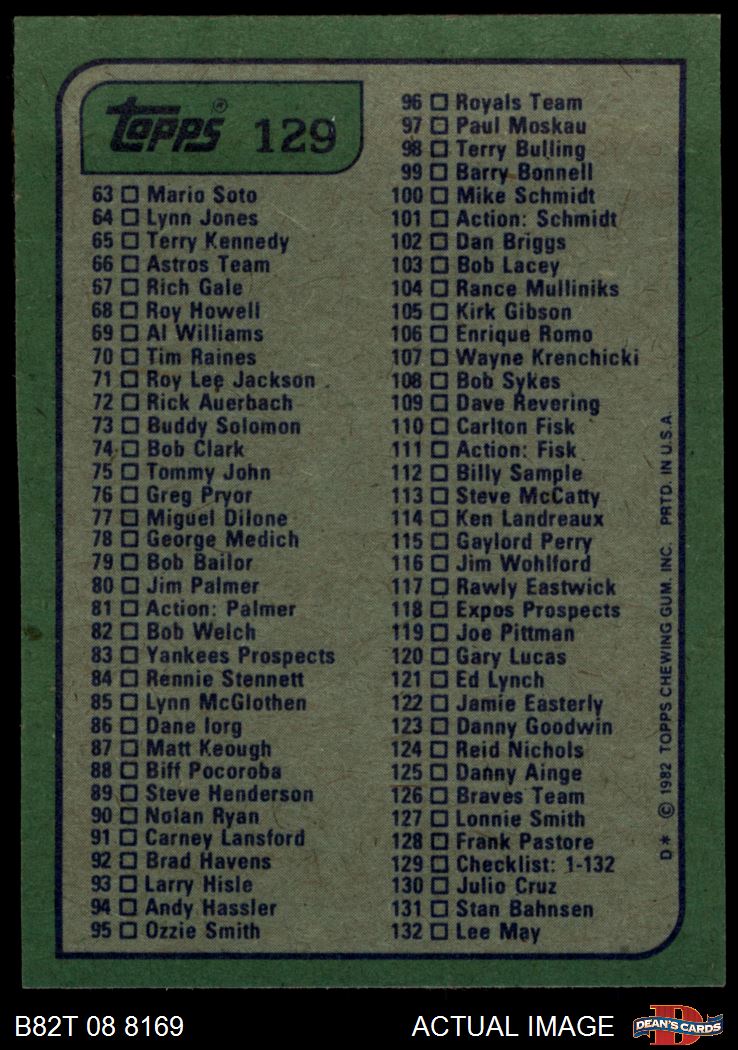 Topps® 129
63 Mario Soto
64 Lynn Jones
65 Terry Kennedy
66 Astros Team
67 Rich Gale
68 Roy Howell
69 Al Williams
70 Tim Raines
71 Roy Lee Jackson
72 Rick Auerbach
73 Buddy Solomon
74 Bob Clark
75 Tommy John
76 Greg Pryor
77 Miguel Dilone
78 George Medich
79 Bob Bailor
80 Jim Palmer
81 Action: Palmer
82 Bob Welch
83 Yankees Prospects
84 Rennie Stennett
85 Lynn McGlothen
86 Dane Iorg
87 Matt Keough
88 Biff Pocoroba
89 Steve Henderson
90 Nolan Ryan
91 Carney Lansford
92 Brad Havens
93 Larry Hisle
94 Andy Hassler
95 Ozzie Smith
96 Royals Team
97 Paul Moskau
98 Terry Bulling
99 Barry Bonnell
100 Mike Schmidt
101 Action: Schmidt
102 Dan Briggs
103 Bob Lacey
104 Rance Mulliniks
105 Kirk Gibson
106 Enrique Romo
107 Wayne Krenchicki
108 Bob Sykes
109 Dave Revering
110 Carlton Fisk
111 Action: Fisk
112 Billy Sample
113 Steve McCatty
114 Ken Landreaux
115 Gaylord Perry
116 Jim Wohlford
117 Rawly Eastwick
118 Expos Prospects
119 Joe Pittman
120 Gary Lucas
121 Ed Lynch
122 Jamie Easterly
123 Danny Goodwin
124 Reid Nichols
125 Danny Ainge
126 Braves Team
127 Lonnie Smith
128 Frank Pastore
129 Checklist: 1-132
130 Julio Cruz
131 Stan Bahnsen
132 Lee May
D* © 1982 TOPPS CHEWING GUM, INC. PRTD. IN U.S.A.
B82T 08 8169
ACTUAL IMAGE
D
DEAN'S CARDS